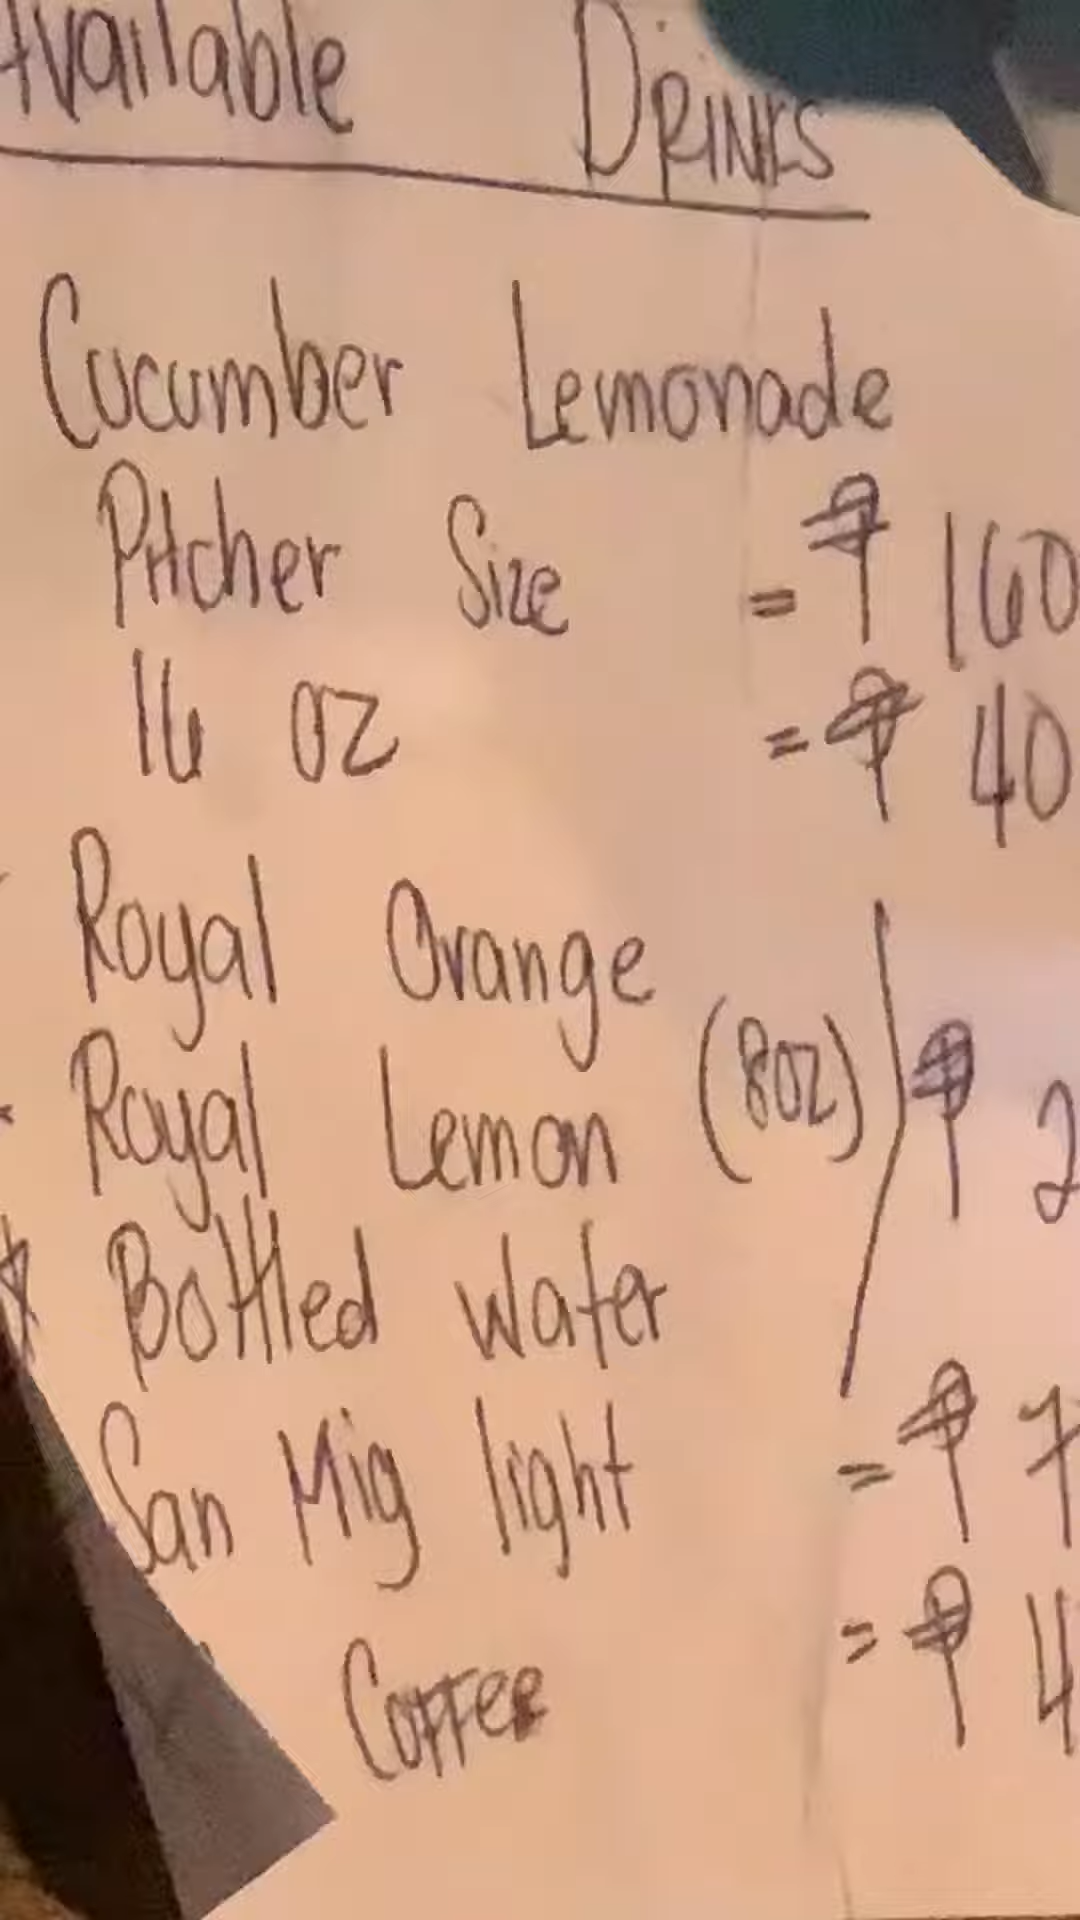 Available Drinks
Cucumber Lemonade
Pitcher Size = ₱ 160
16 oz = ₱ 40
Royal Orange
Royal Lemon (8oz) ₱ 2
Bottled Water
San Mig light = ₱ 7
Coffee = ₱ 4